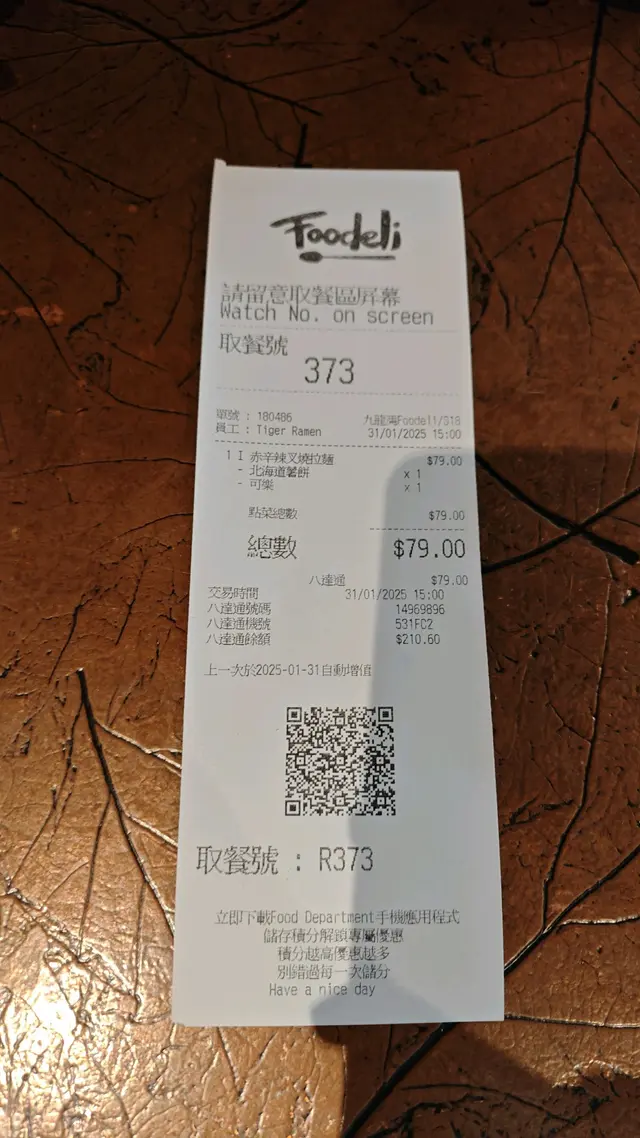 Foodeli
請留意取餐區屏幕
Watch No. on screen
取餐號
373
單號 : 180486 九龍灣Foodeli/S18
員工 : Tiger Ramen 31/01/2025 15:00
1 I 赤辛辣叉燒拉麵 $79.00
- 北海道薯餅 x 1
- 可樂 x 1
點菜總數 $79.00
總數 $79.00
八達通 $79.00
交易時間 31/01/2025 15:00
八達通號碼 14969896
八達通機號 531FC2
八達通餘額 $210.60
上一次於2025-01-31自動增值
取餐號 : R373
立即下載Food Department手機應用程式
儲存積分解鎖專屬優惠
積分越高優惠越多
別錯過每一次儲分
Have a nice day